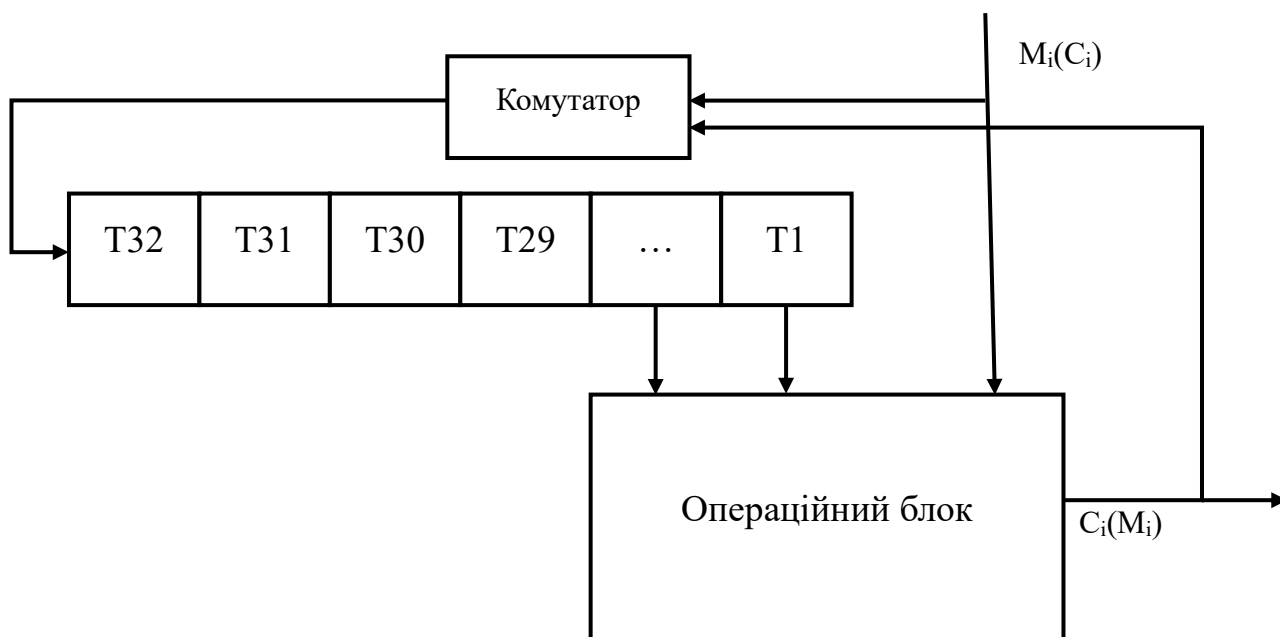 Mᵢ(Cᵢ)
Комутатор
T32 T31 T30 T29 … T1
Операційний блок
Cᵢ(Mᵢ)